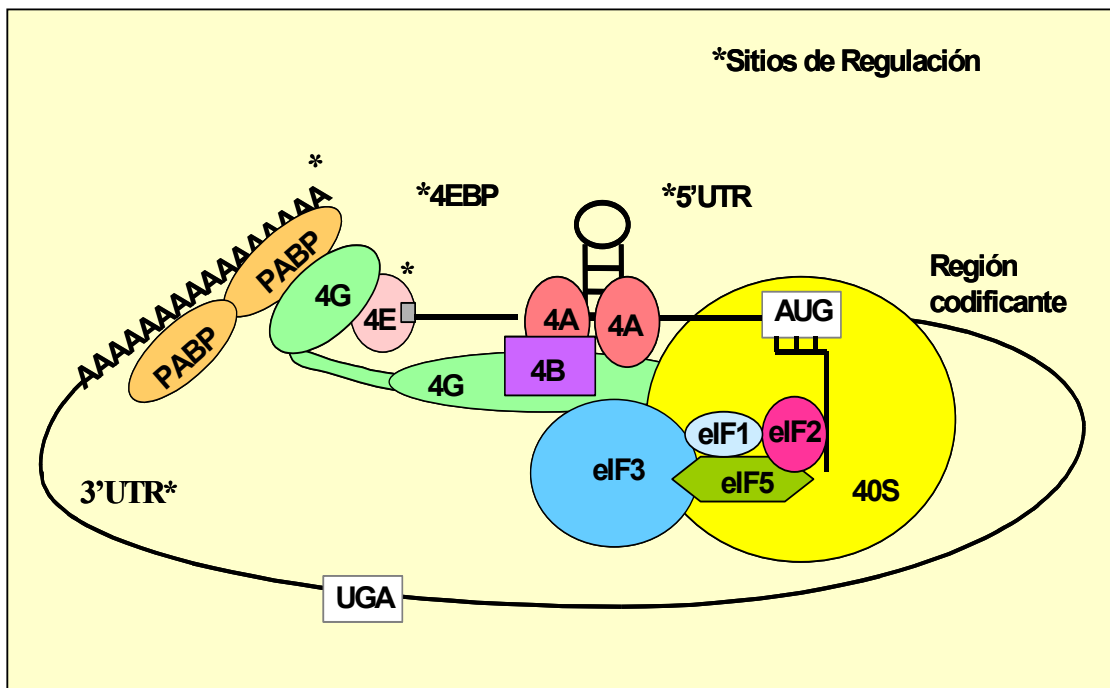 *Sitios de Regulación
*
*4EBP
*5'UTR
AAAAAAAAAAAAAAAAAA
PABP
PABP
4G
4E
*
4A
4A
AUG
Región
codificante
4G
4B
eIF1
eIF2
eIF3
eIF5
40S
3'UTR*
UGA